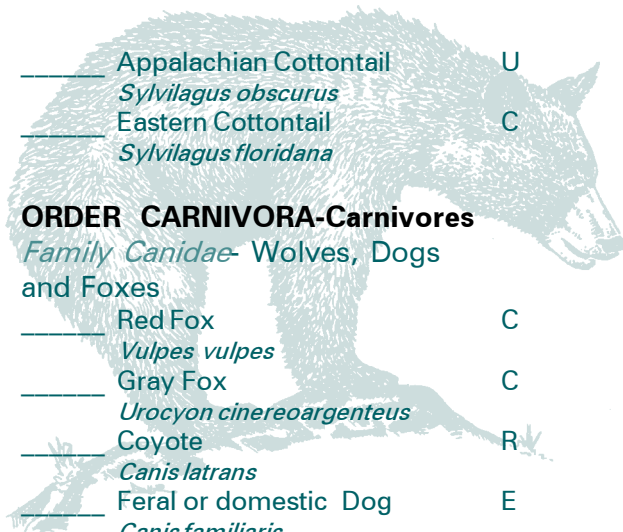 ______ Appalachian Cottontail U
Sylvilagus obscurus
______ Eastern Cottontail C
Sylvilagus floridana
ORDER CARNIVORA-Carnivores
Family Canidae- Wolves, Dogs
and Foxes
______ Red Fox C
Vulpes vulpes
______ Gray Fox C
Urocyon cinereoargenteus
______ Coyote R
Canis latrans
______ Feral or domestic Dog E
Canis familiaris